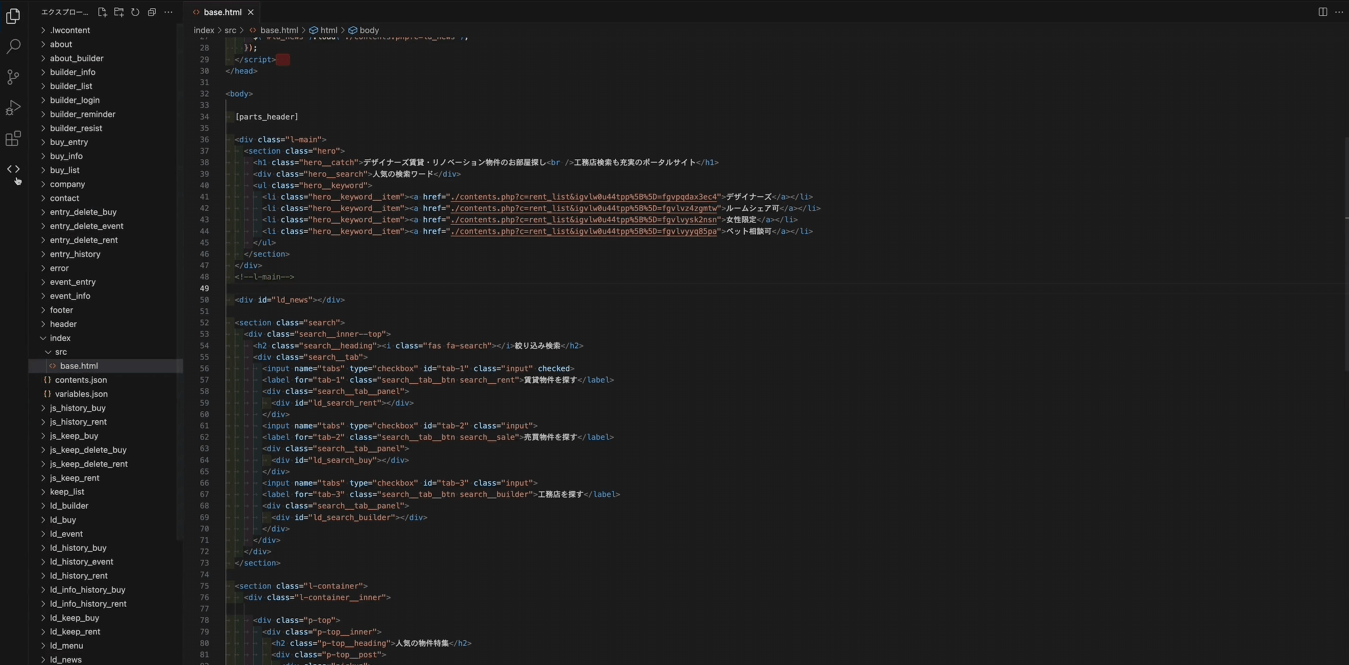 エクスプロー...
.lwcontent
about
about_builder
builder_info
builder_list
builder_login
builder_reminder
builder_resist
buy_entry
buy_info
buy_list
company
contact
entry_delete_buy
entry_delete_event
entry_delete_rent
entry_history
error
event_entry
event_info
footer
header
index
src
<> base.html
{} contents.json
{} variables.json
js_history_buy
js_history_rent
js_keep_buy
js_keep_delete_buy
js_keep_delete_rent
js_keep_rent
keep_list
ld_builder
ld_buy
ld_event
ld_history_buy
ld_history_event
ld_history_rent
ld_info_history_buy
ld_info_history_rent
ld_keep_buy
ld_keep_rent
ld_menu
ld_news
<> base.html ×
index > src > <> base.html > html > body
28 });
29 </script>
30 </head>
31
32 <body>
33
34 [parts_header]
35
36 <div class="l-main">
37 <section class="hero">
38 <h1 class="hero__catch">デザイナーズ賃貸・リノベーション物件のお部屋探し<br />工務店検索も充実のポータルサイト</h1>
39 <div class="hero__search">人気の検索ワード</div>
40 <ul class="hero__keyword">
41 <li class="hero__keyword__item"><a href="./contents.php?c=rent_list&igvlw0u44tpp%5B%5D=fgvpqdax3ec4">デザイナーズ</a></li>
42 <li class="hero__keyword__item"><a href="./contents.php?c=rent_list&igvlw0u44tpp%5B%5D=fgvlvz4zgmtw">ルームシェア可</a></li>
43 <li class="hero__keyword__item"><a href="./contents.php?c=rent_list&igvlw0u44tpp%5B%5D=fgvlvysk2nsn">女性限定</a></li>
44 <li class="hero__keyword__item"><a href="./contents.php?c=rent_list&igvlw0u44tpp%5B%5D=fgvlvyyq85pa">ペット相談可</a></li>
45 </ul>
46 </section>
47 </div>
48 <!--l-main-->
49
50 <div id="ld_news"></div>
51
52 <section class="search">
53 <div class="search__inner--top">
54 <h2 class="search__heading"><i class="fas fa-search"></i>絞り込み検索</h2>
55 <div class="search__tab">
56 <input name="tabs" type="checkbox" id="tab-1" class="input" checked>
57 <label for="tab-1" class="search__tab__btn search__rent">賃貸物件を探す</label>
58 <div class="search__tab__panel">
59 <div id="ld_search_rent"></div>
60 </div>
61 <input name="tabs" type="checkbox" id="tab-2" class="input">
62 <label for="tab-2" class="search__tab__btn search__sale">売買物件を探す</label>
63 <div class="search__tab__panel">
64 <div id="ld_search_buy"></div>
65 </div>
66 <input name="tabs" type="checkbox" id="tab-3" class="input">
67 <label for="tab-3" class="search__tab__btn search__builder">工務店を探す</label>
68 <div class="search__tab__panel">
69 <div id="ld_search_builder"></div>
70 </div>
71 </div>
72 </div>
73 </section>
74
75 <section class="l-container">
76 <div class="l-container__inner">
77
78 <div class="p-top">
79 <div class="p-top__inner">
80 <h2 class="p-top__heading">人気の物件特集</h2>
81 <div class="p-top__post">